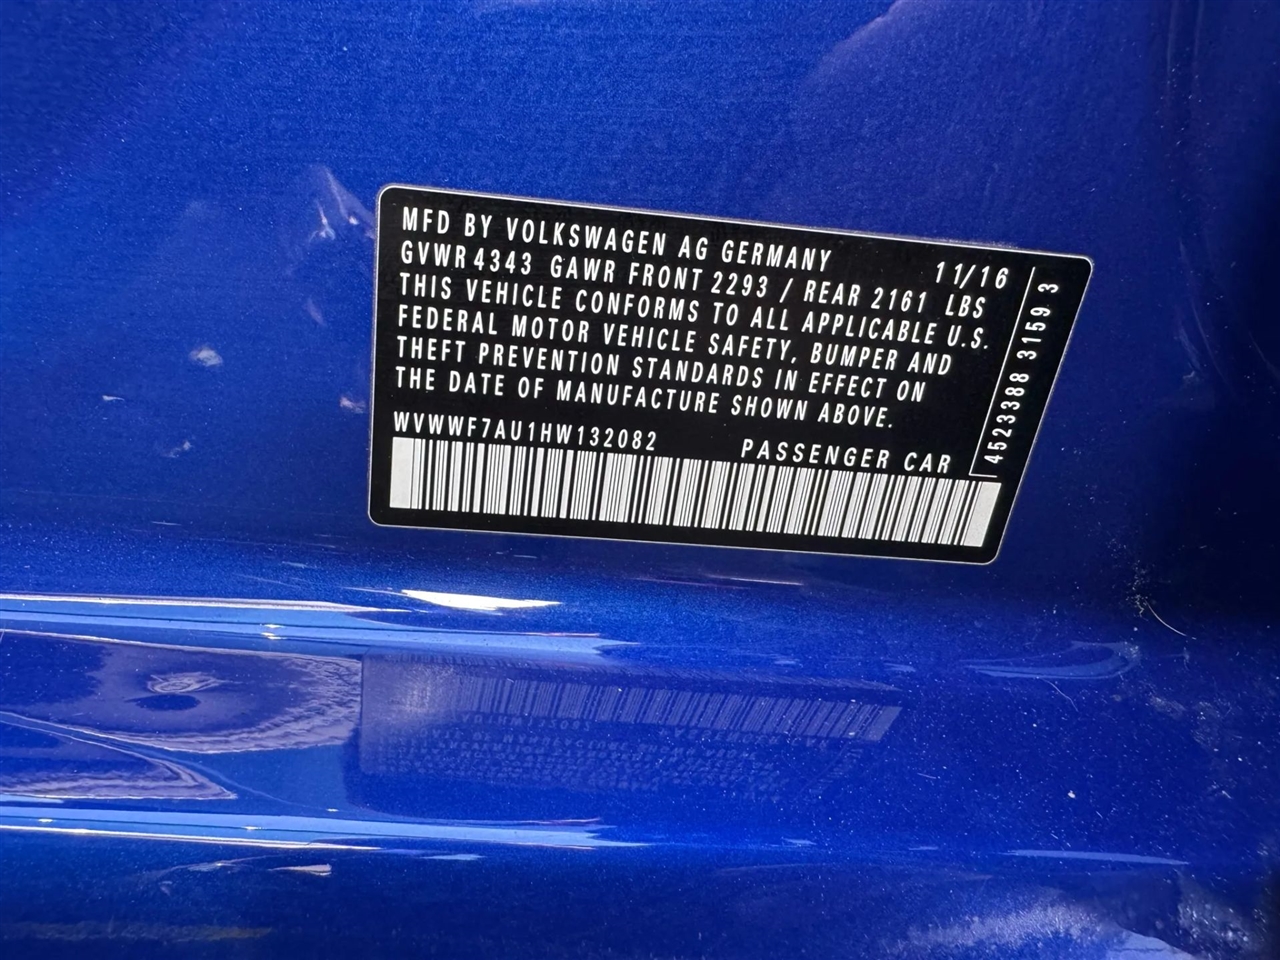 MFD BY VOLKSWAGEN AG GERMANY 11/16
GVWR 4343 GAWR FRONT 2293 / REAR 2161 LBS
THIS VEHICLE CONFORMS TO ALL APPLICABLE U.S.
FEDERAL MOTOR VEHICLE SAFETY, BUMPER AND
THEFT PREVENTION STANDARDS IN EFFECT ON
THE DATE OF MANUFACTURE SHOWN ABOVE.
WVWWF7AU1HW132082 PASSENGER CAR
4523388 3159 3